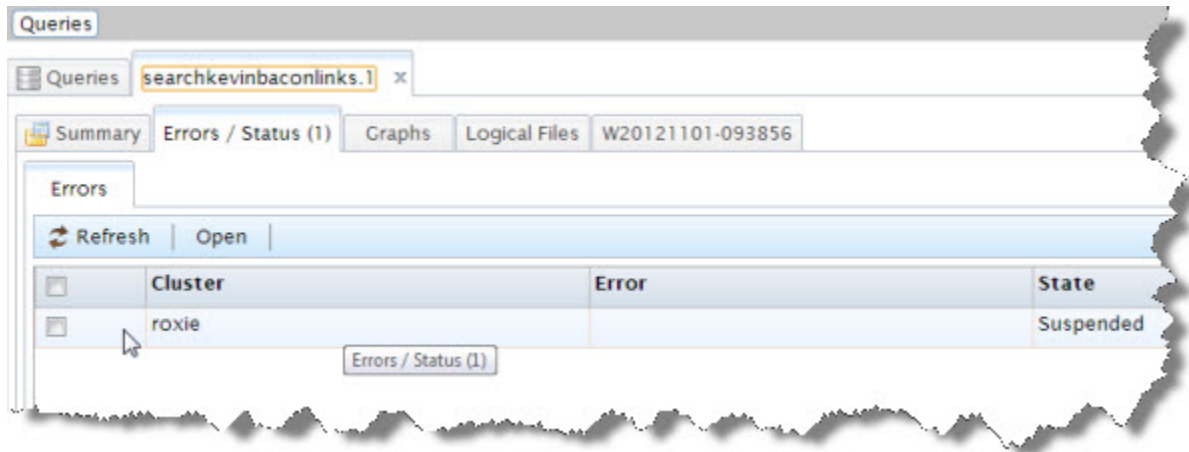 Queries
Queries searchkevinbaconlinks.1 x
Summary Errors / Status (1) Graphs Logical Files W20121101-093856
Errors
Refresh | Open |
Cluster Error State
roxie Suspended
Errors / Status (1)